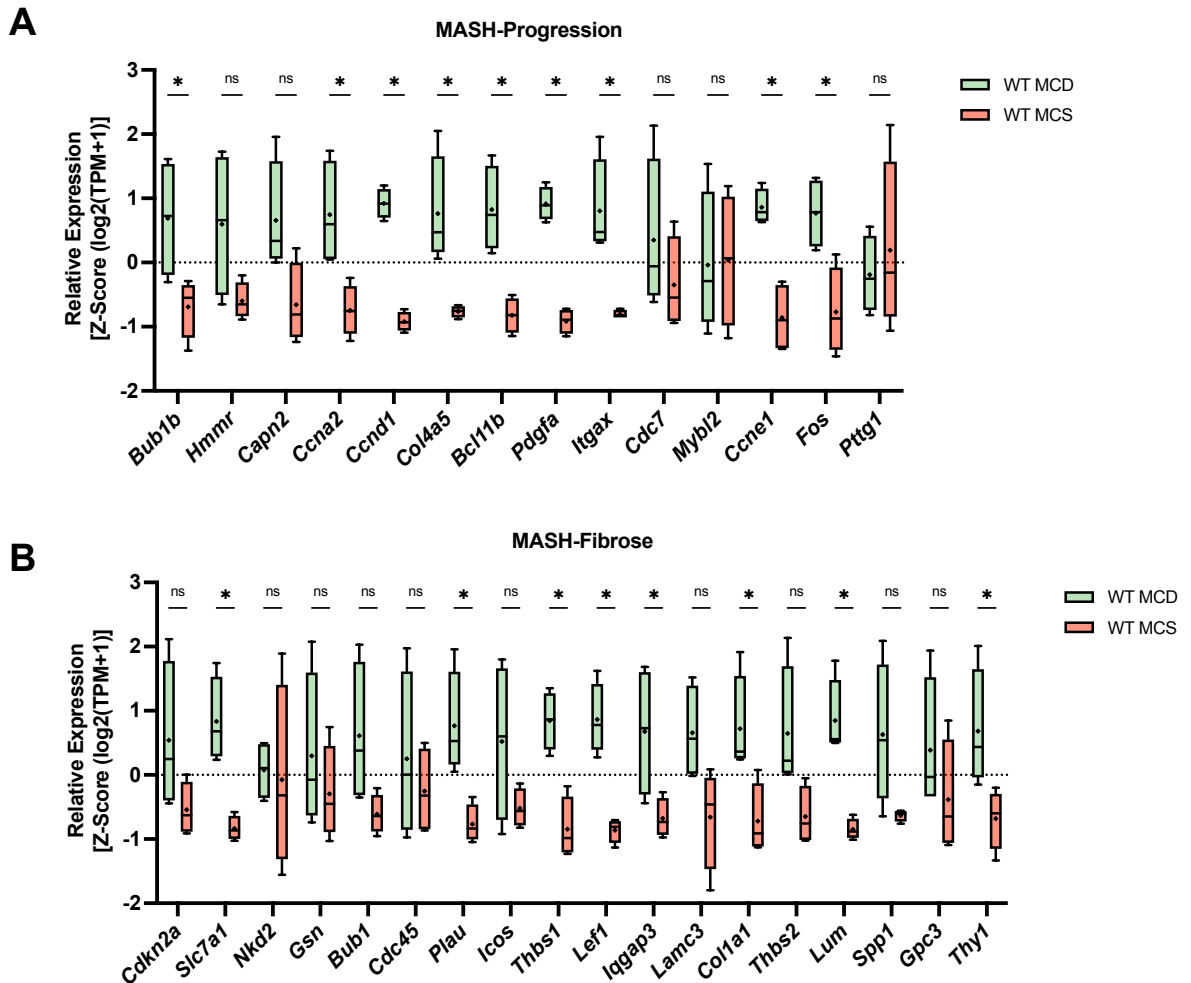 A
MASH-Progression
3
2
1
0
-1
-2
Relative Expression
[Z-Score (log2(TPM+1)]
* ns ns * * * * * * ns ns * * ns
WT MCD
WT MCS
Bub1b
Hmmr
Capn2
Ccna2
Ccnd1
Col4a5
Bcl11b
Pdgfa
Itgax
Cdc7
Mybl2
Ccne1
Fos
Pttg1
B
MASH-Fibrose
3
2
1
0
-1
-2
Relative Expression
[Z-Score (log2(TPM+1)]
ns * ns ns ns ns * ns * * * ns * ns * ns ns *
WT MCD
WT MCS
Cdkn2a
Slc7a1
Nkd2
Gsn
Bub1
Cdc45
Plau
Icos
Thbs1
Lef1
Iqgap3
Lamc3
Col1a1
Thbs2
Lum
Spp1
Gpc3
Thy1